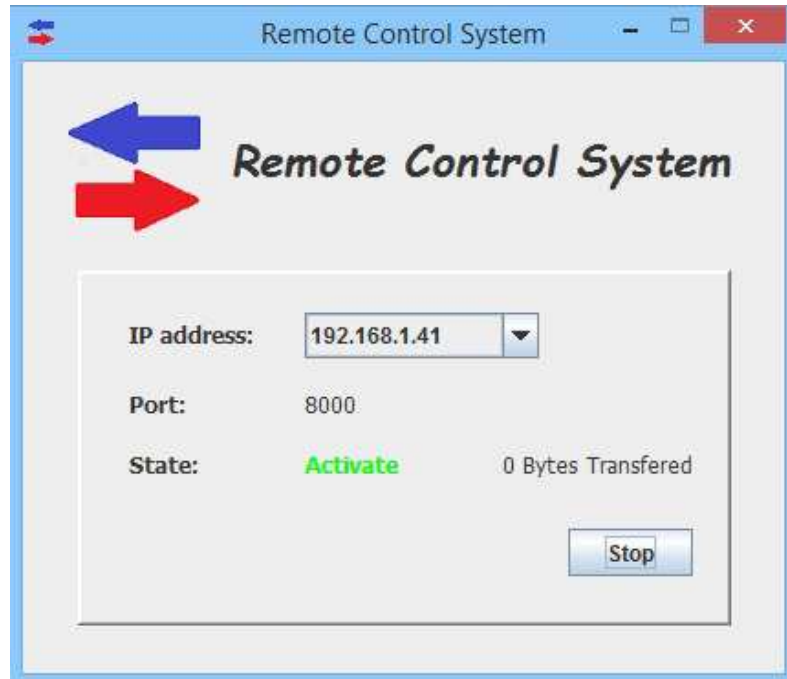 Remote Control System
Remote Control System
IP address: 192.168.1.41
Port: 8000
State: Activate 0 Bytes Transfered
Stop